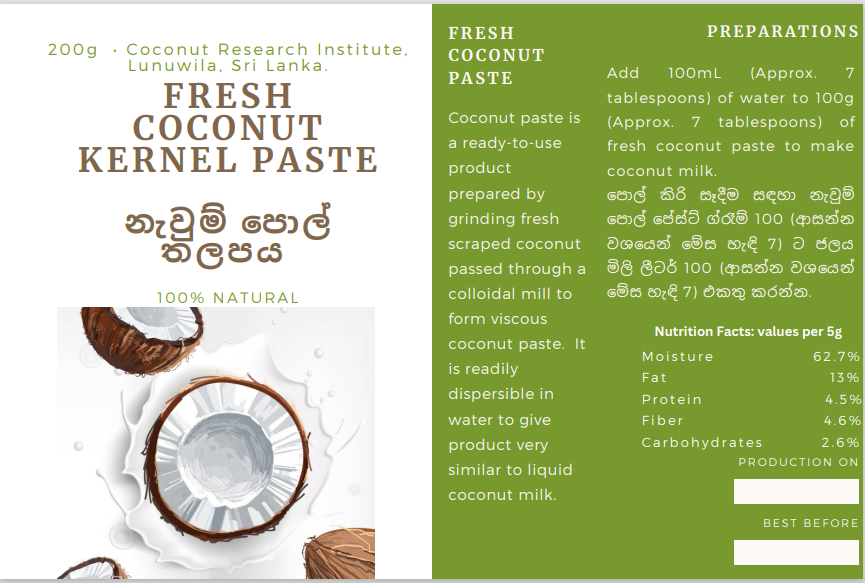 200g • Coconut Research Institute,
Lunuwila, Sri Lanka.
FRESH
COCONUT
KERNEL PASTE
නැවුම් පොල්
තලපය
100% NATURAL
FRESH
COCONUT
PASTE
Coconut paste is
a ready-to-use
product
prepared by
grinding fresh
scraped coconut
passed through a
colloidal mill to
form viscous
coconut paste. It
is readily
dispersible in
water to give
product very
similar to liquid
coconut milk.
PREPARATIONS
Add 100mL (Approx. 7
tablespoons) of water to 100g
(Approx. 7 tablespoons) of
fresh coconut paste to make
coconut milk.
පොල් කිරි සෑදීම සඳහා නැවුම්
පොල් පේස්ට් ග්රෑම් 100 (ආසන්න
වශයෙන් මේස හැඳි 7) ට ජලය
මිලි ලීටර් 100 (ආසන්න වශයෙන්
මේස හැඳි 7) එකතු කරන්න.
Nutrition Facts: values per 5g
Moisture 62.7%
Fat 13%
Protein 4.5%
Fiber 4.6%
Carbohydrates 2.6%
PRODUCTION ON
BEST BEFORE